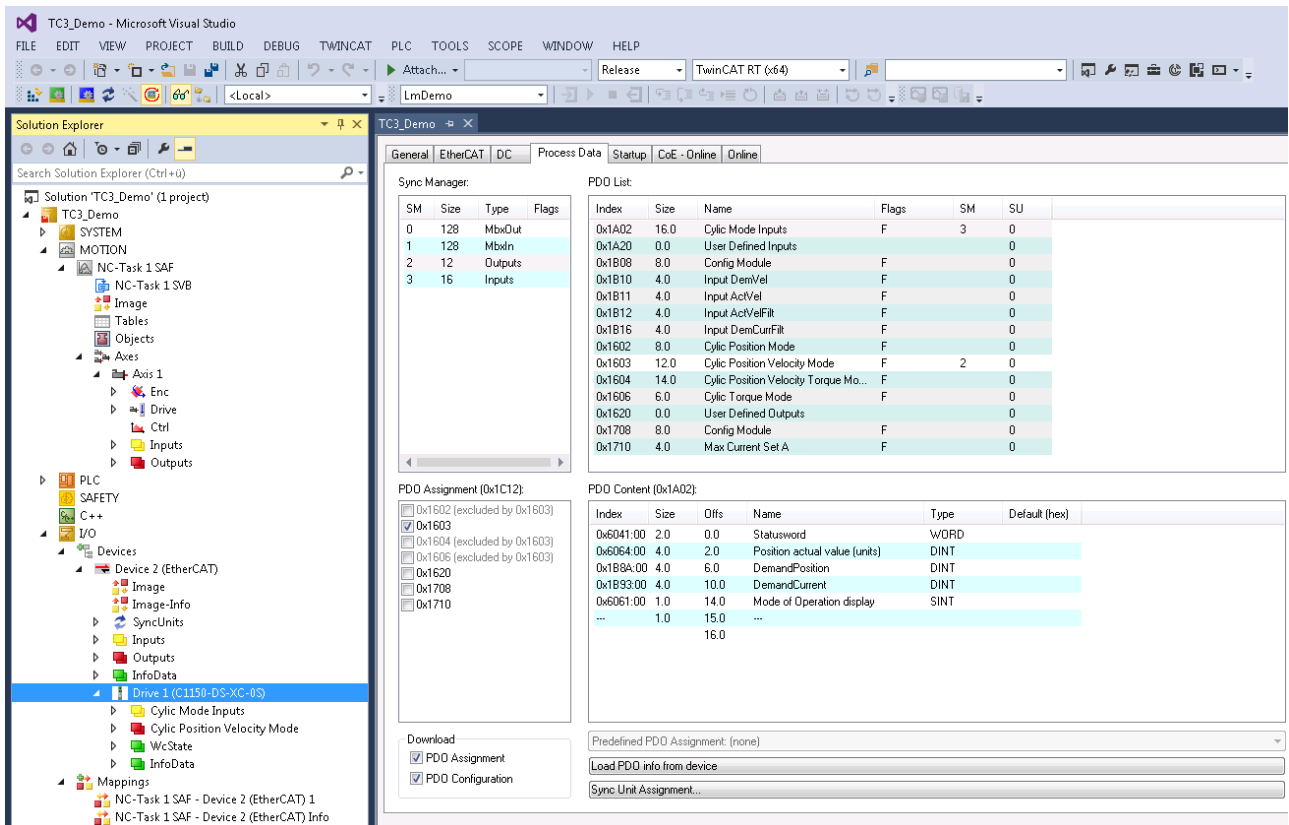 TC3_Demo - Microsoft Visual Studio
FILE EDIT VIEW PROJECT BUILD DEBUG TWINCAT PLC TOOLS SCOPE WINDOW HELP
Attach... Release TwinCAT RT (x64)
<Local> LmDemo
Solution Explorer
Search Solution Explorer (Ctrl+ü)
Solution 'TC3_Demo' (1 project)
TC3_Demo
SYSTEM
MOTION
NC-Task 1 SAF
NC-Task 1 SVB
Image
Tables
Objects
Axes
Axis 1
Enc
Drive
Ctrl
Inputs
Outputs
PLC
SAFETY
C++
I/O
Devices
Device 2 (EtherCAT)
Image
Image-Info
SyncUnits
Inputs
Outputs
InfoData
Drive 1 (C1150-DS-XC-0S)
Cylic Mode Inputs
Cylic Position Velocity Mode
WcState
InfoData
Mappings
NC-Task 1 SAF - Device 2 (EtherCAT) 1
NC-Task 1 SAF - Device 2 (EtherCAT) Info
TC3_Demo
General EtherCAT DC Process Data Startup CoE - Online Online
Sync Manager:
SM Size Type Flags
0 128 MbxOut
1 128 MbxIn
2 12 Outputs
3 16 Inputs
PDO List:
Index Size Name Flags SM SU
0x1A02 16.0 Cylic Mode Inputs F 3 0
0x1A20 0.0 User Defined Inputs 0
0x1B08 8.0 Config Module F 0
0x1B10 4.0 Input DemVel F 0
0x1B11 4.0 Input ActVel F 0
0x1B12 4.0 Input ActVelFilt F 0
0x1B16 4.0 Input DemCurrFilt F 0
0x1602 8.0 Cylic Position Mode F 0
0x1603 12.0 Cylic Position Velocity Mode F 2 0
0x1604 14.0 Cylic Position Velocity Torque Mo... F 0
0x1606 6.0 Cylic Torque Mode F 0
0x1620 0.0 User Defined Outputs 0
0x1708 8.0 Config Module F 0
0x1710 4.0 Max Current Set A F 0
PDO Assignment (0x1C12):
0x1602 (excluded by 0x1603)
0x1603
0x1604 (excluded by 0x1603)
0x1606 (excluded by 0x1603)
0x1620
0x1708
0x1710
PDO Content (0x1A02):
Index Size Offs Name Type Default (hex)
0x6041:00 2.0 0.0 Statusword WORD
0x6064:00 4.0 2.0 Position actual value (units) DINT
0x1B8A:00 4.0 6.0 DemandPosition DINT
0x1B93:00 4.0 10.0 DemandCurrent DINT
0x6061:00 1.0 14.0 Mode of Operation display SINT
--- 1.0 15.0 ---
16.0
Download
PDO Assignment
PDO Configuration
Predefined PDO Assignment: (none)
Load PDO info from device
Sync Unit Assignment...